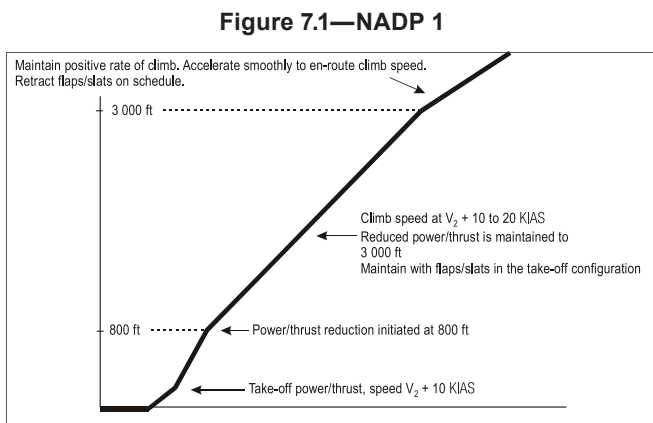 Figure 7.1—NADP 1
Maintain positive rate of climb. Accelerate smoothly to en-route climb speed.
Retract flaps/slats on schedule.
3 000 ft
Climb speed at V₂ + 10 to 20 KIAS
Reduced power/thrust is maintained to
3 000 ft
Maintain with flaps/slats in the take-off configuration
800 ft
Power/thrust reduction initiated at 800 ft
Take-off power/thrust, speed V₂ + 10 KIAS